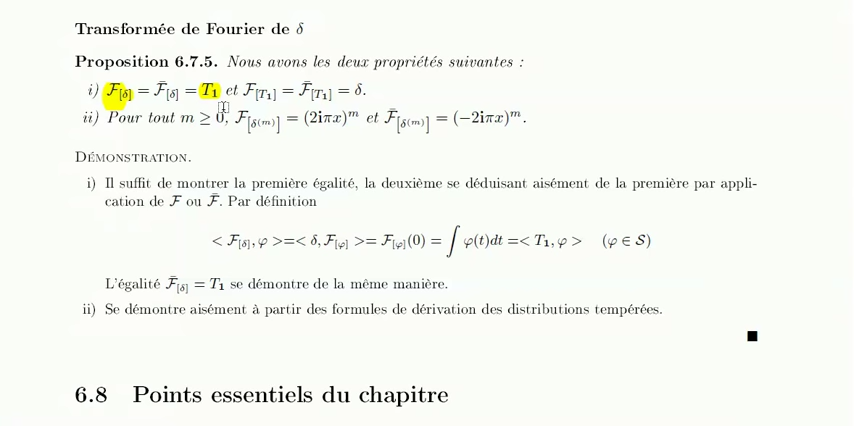 Transformée de Fourier de δ
Proposition 6.7.5. Nous avons les deux propriétés suivantes :
i) ℱ[δ] = ℱ̄[δ] = T₁ et ℱ[T₁] = ℱ̄[T₁] = δ.
ii) Pour tout m ≥ 0, ℱ[δ⁽ᵐ⁾] = (2iπx)ᵐ et ℱ̄[δ⁽ᵐ⁾] = (−2iπx)ᵐ.
DÉMONSTRATION.
i) Il suffit de montrer la première égalité, la deuxième se déduisant aisément de la première par appli-
cation de ℱ ou ℱ̄. Par définition
< ℱ[δ], φ >=< δ, ℱ[φ] >= ℱ[φ](0) = ∫ φ(t)dt =< T₁, φ > (φ ∈ 𝒮)
L'égalité ℱ̄[δ] = T₁ se démontre de la même manière.
ii) Se démontre aisément à partir des formules de dérivation des distributions tempérées.
6.8 Points essentiels du chapitre